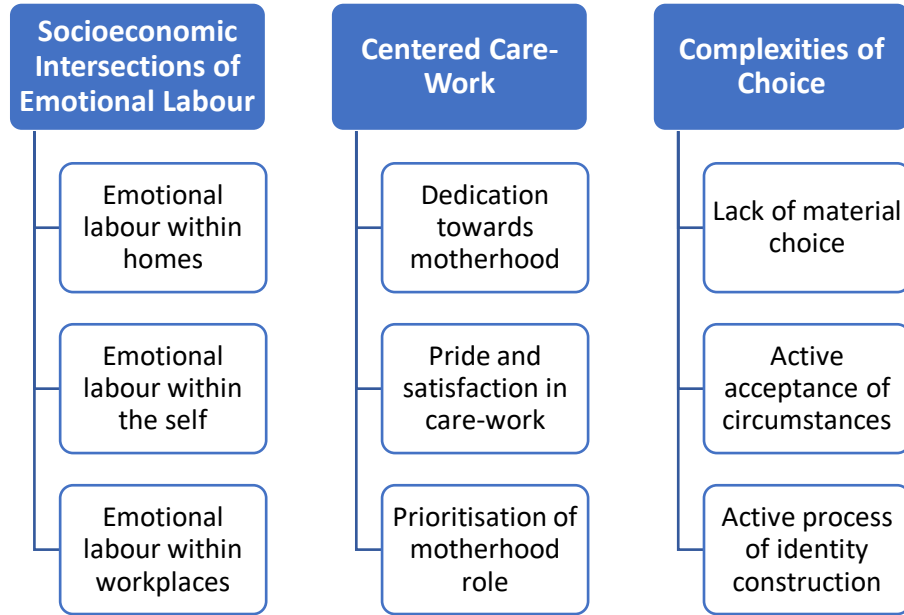 Socioeconomic
Intersections of
Emotional Labour
Emotional
labour within
homes
Emotional
labour within
the self
Emotional
labour within
workplaces
Centered Care-
Work
Dedication
towards
motherhood
Pride and
satisfaction in
care-work
Prioritisation of
motherhood
role
Complexities of
Choice
Lack of material
choice
Active
acceptance of
circumstances
Active process
of identity
construction